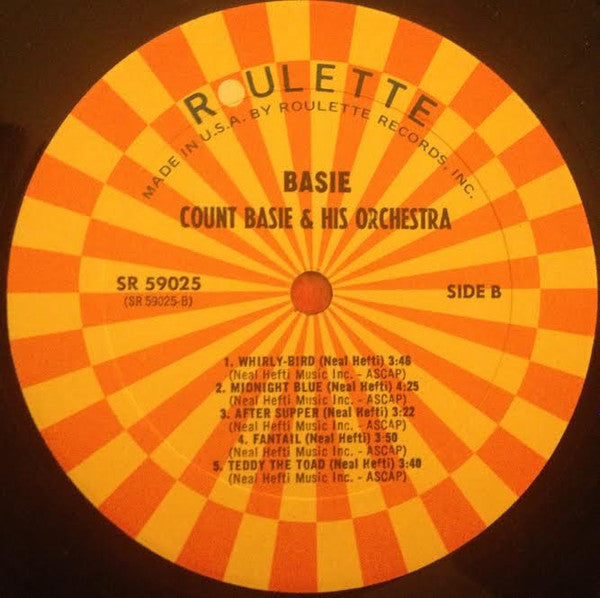 ROULETTE
MADE IN U.S.A. BY ROULETTE RECORDS, INC.
BASIE
COUNT BASIE & HIS ORCHESTRA
SR 59025
(SR 59025-B)
SIDE B
1. WHIRLY-BIRD (Neal Hefti) 3:46
(Neal Hefti Music Inc. - ASCAP)
2. MIDNIGHT BLUE (Neal Hefti) 4:25
(Neal Hefti Music Inc. - ASCAP)
3. AFTER SUPPER (Neal Hefti) 3:22
(Neal Hefti Music Inc. - ASCAP)
4. FANTAIL (Neal Hefti) 3:50
(Neal Hefti Music Inc. - ASCAP)
5. TEDDY THE TOAD (Neal Hefti) 3:40
(Neal Hefti Music Inc. - ASCAP)